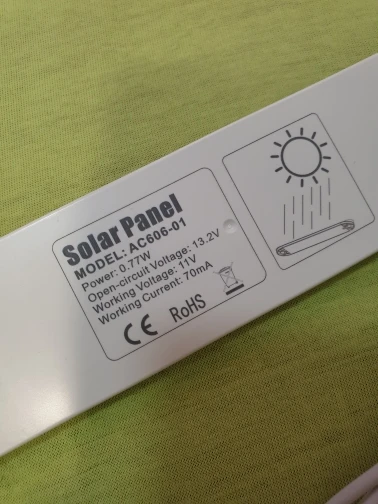 Solar Panel
MODEL: AC606-01
Power: 0.77W
Open-circuit Voltage: 13.2V
Working Voltage: 11V
Working Current: 70mA
CE RoHS